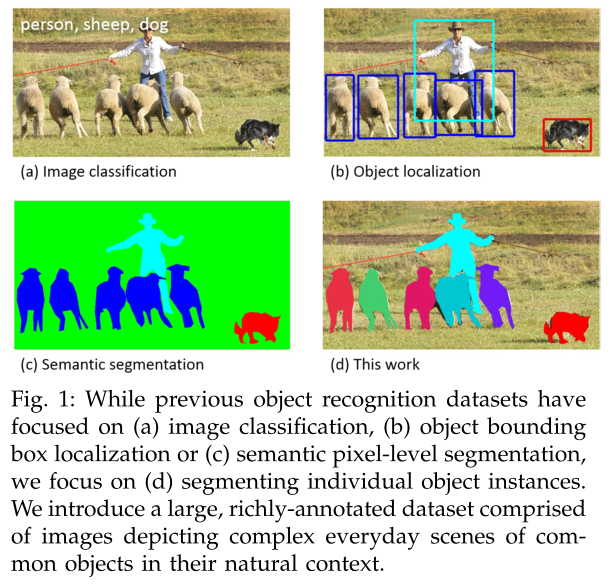 person, sheep, dog
(a) Image classification
(b) Object localization
(c) Semantic segmentation
(d) This work
Fig. 1: While previous object recognition datasets have
focused on (a) image classification, (b) object bounding
box localization or (c) semantic pixel-level segmentation,
we focus on (d) segmenting individual object instances.
We introduce a large, richly-annotated dataset comprised
of images depicting complex everyday scenes of com-
mon objects in their natural context.